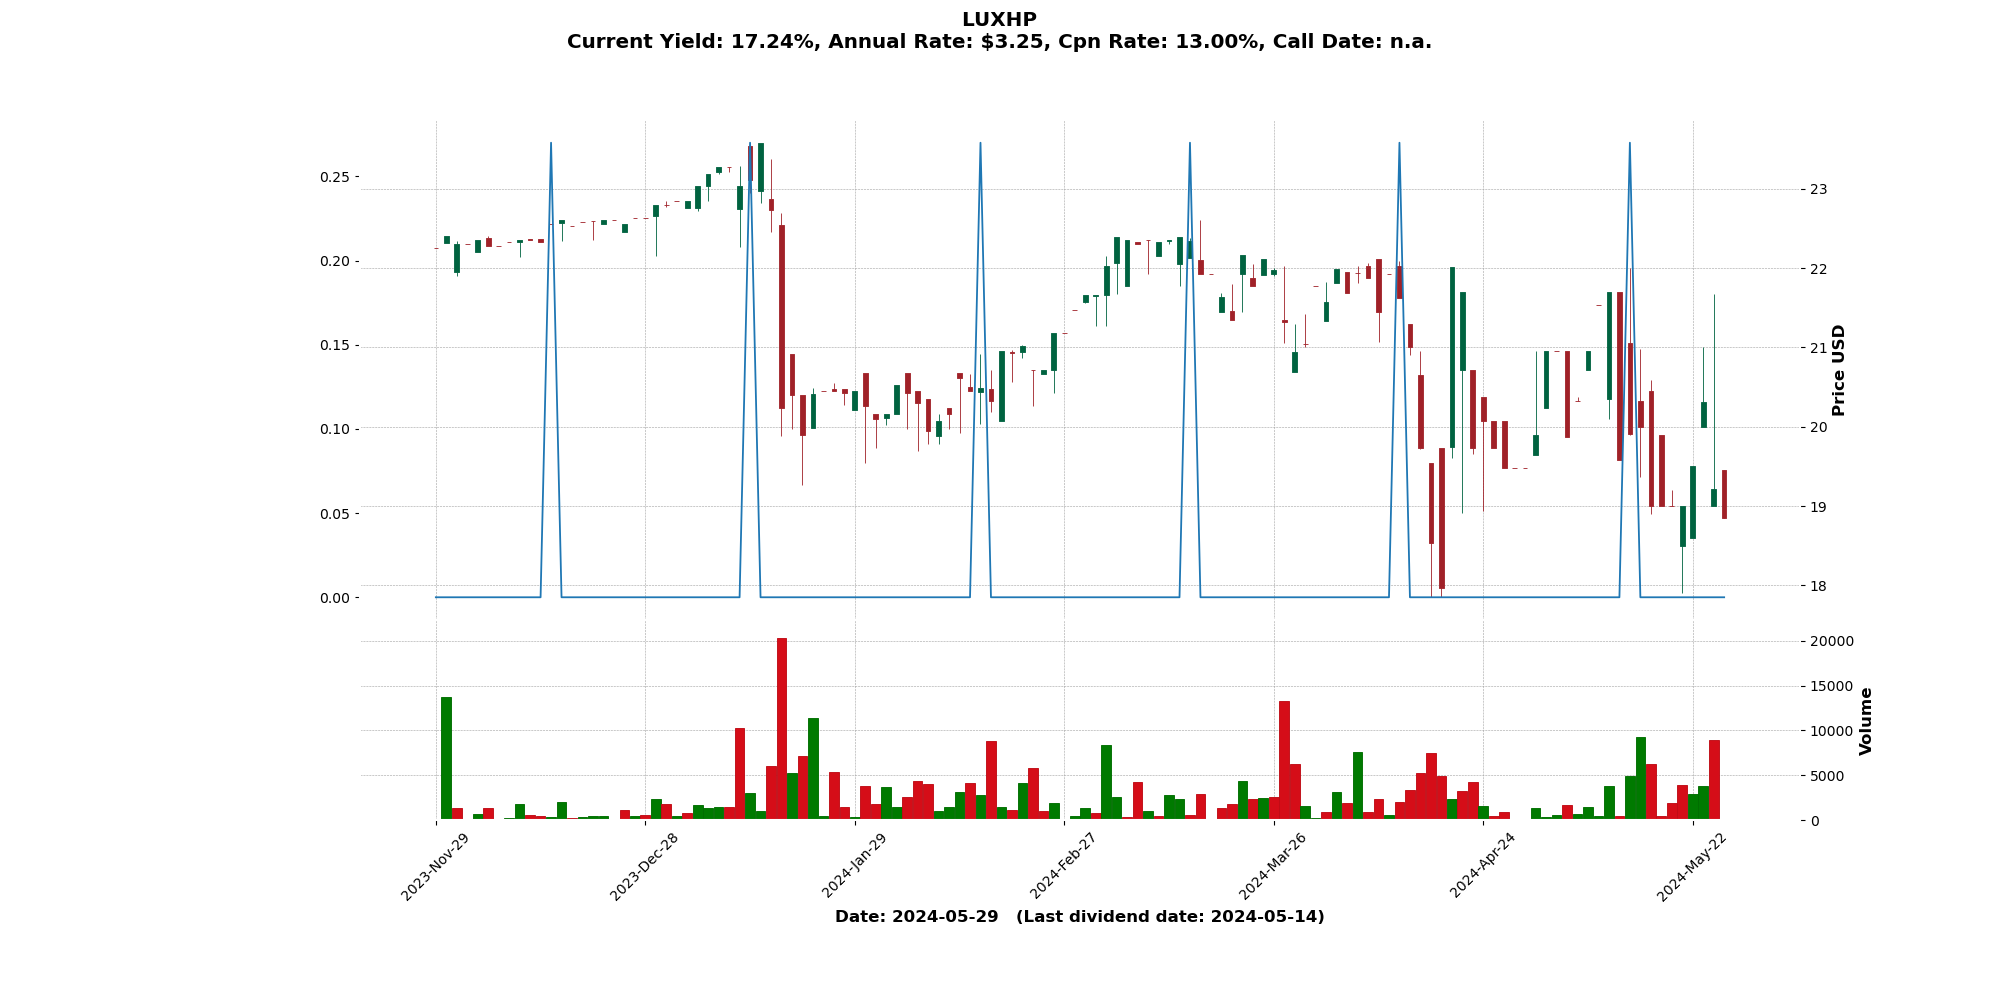 LUXHP
Current Yield: 17.24%, Annual Rate: $3.25, Cpn Rate: 13.00%, Call Date: n.a.
0.25
0.20
0.15
0.10
0.05
0.00
23
22
21
20
19
18
Price USD
20000
15000
10000
5000
0
Volume
2023-Nov-29
2023-Dec-28
2024-Jan-29
2024-Feb-27
2024-Mar-26
2024-Apr-24
2024-May-22
Date: 2024-05-29   (Last dividend date: 2024-05-14)